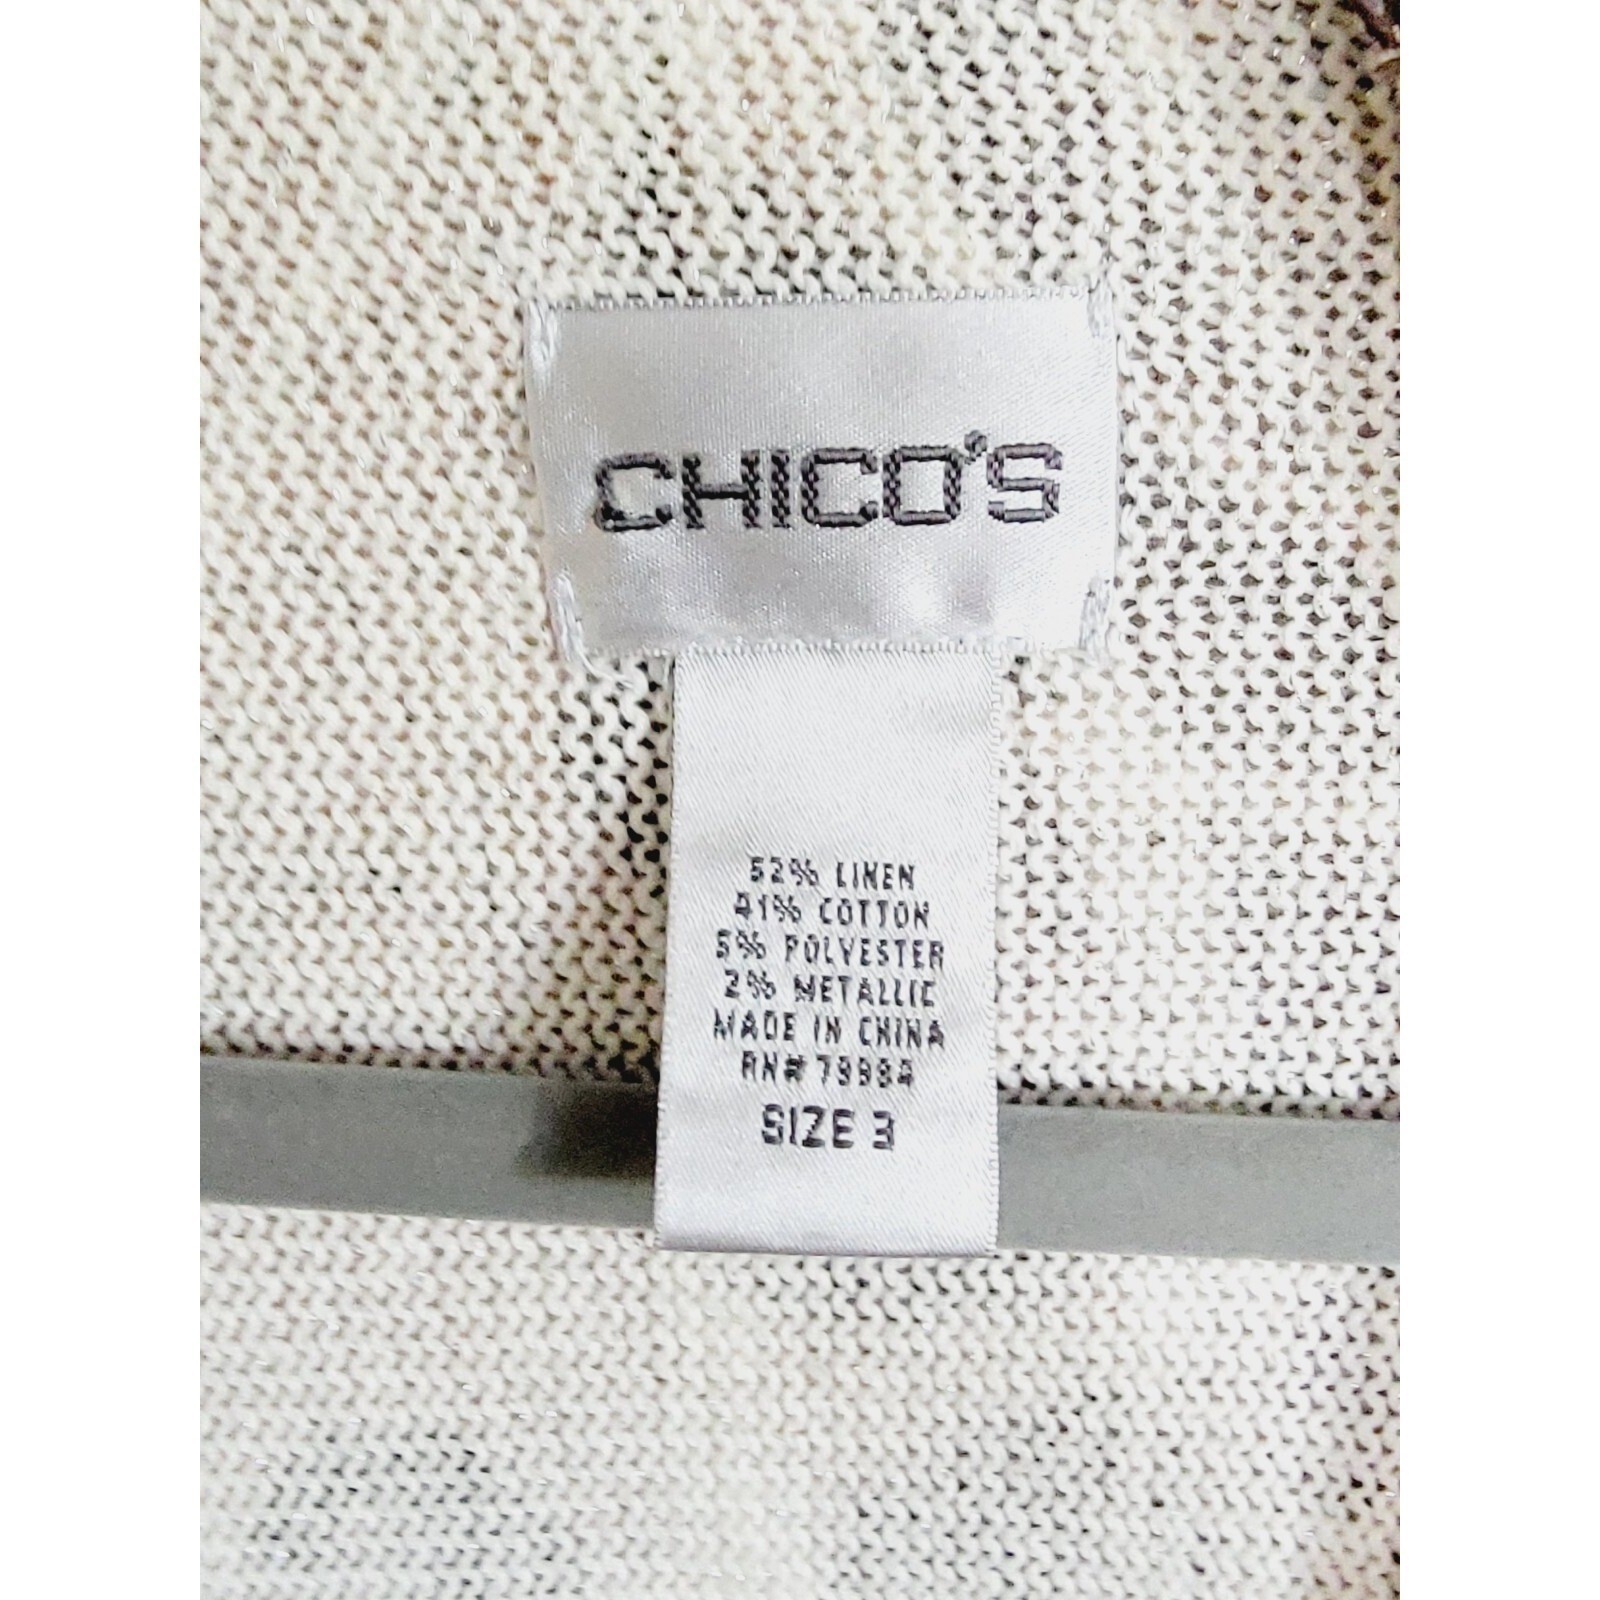 CHICO'S
52% LINEN
41% COTTON
5% POLYESTER
2% METALLIC
MADE IN CHINA
RN# 79984
SIZE 3